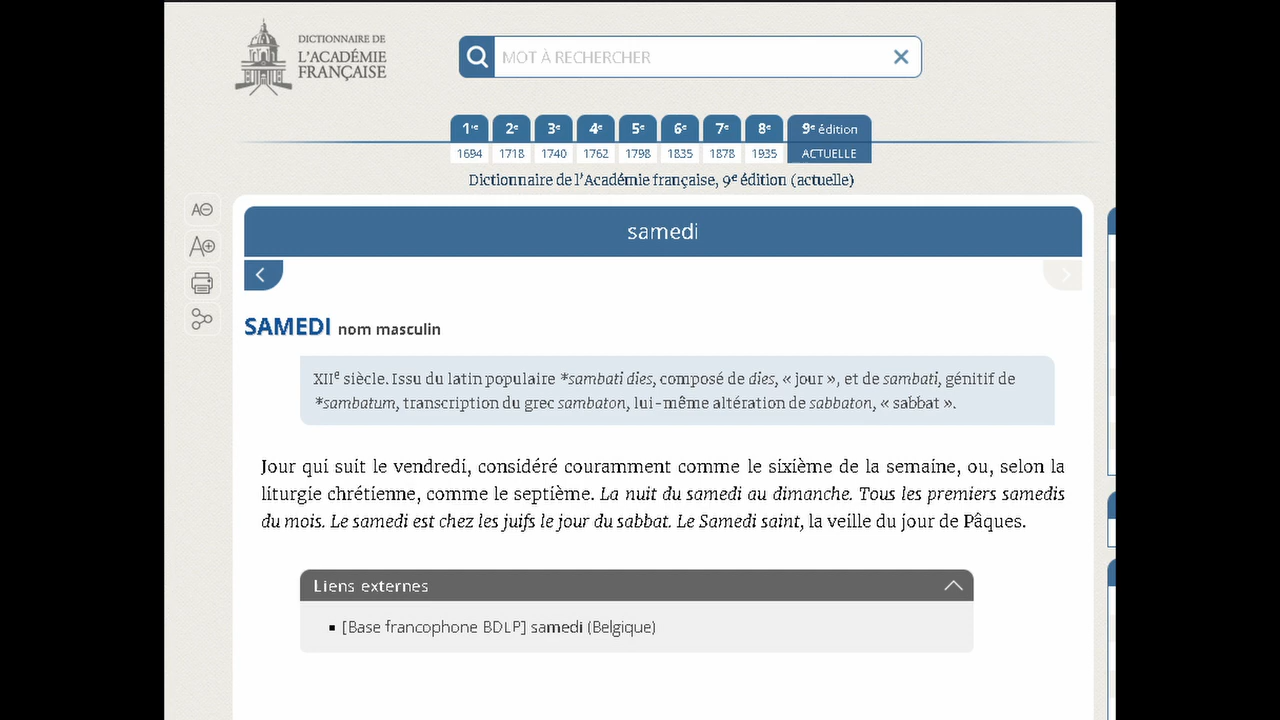 DICTIONNAIRE DE
L'ACADÉMIE
FRANÇAISE
MOT À RECHERCHER
1re 2e 3e 4e 5e 6e 7e 8e 9e édition
1694 1718 1740 1762 1798 1835 1878 1935 ACTUELLE
Dictionnaire de l’Académie française, 9e édition (actuelle)
samedi
SAMEDI nom masculin
XIIe siècle. Issu du latin populaire *sambati dies, composé de dies, « jour », et de sambati, génitif de
*sambatum, transcription du grec sambaton, lui-même altération de sabbaton, « sabbat ».
Jour qui suit le vendredi, considéré couramment comme le sixième de la semaine, ou, selon la
liturgie chrétienne, comme le septième. La nuit du samedi au dimanche. Tous les premiers samedis
du mois. Le samedi est chez les juifs le jour du sabbat. Le Samedi saint, la veille du jour de Pâques.
Liens externes
[Base francophone BDLP] samedi (Belgique)